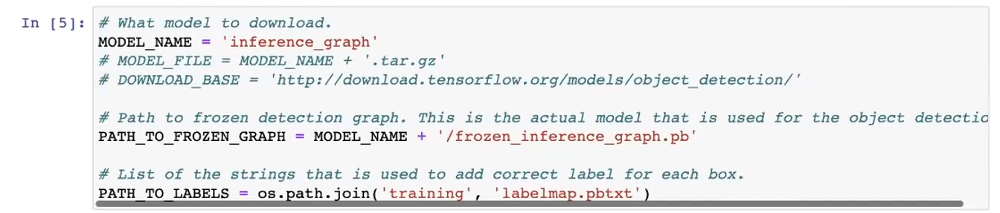 In [5]: # What model to download.
MODEL_NAME = 'inference_graph'
# MODEL_FILE = MODEL_NAME + '.tar.gz'
# DOWNLOAD_BASE = 'http://download.tensorflow.org/models/object_detection/'
# Path to frozen detection graph. This is the actual model that is used for the object detectio
PATH_TO_FROZEN_GRAPH = MODEL_NAME + '/frozen_inference_graph.pb'
# List of the strings that is used to add correct label for each box.
PATH_TO_LABELS = os.path.join('training', 'labelmap.pbtxt')